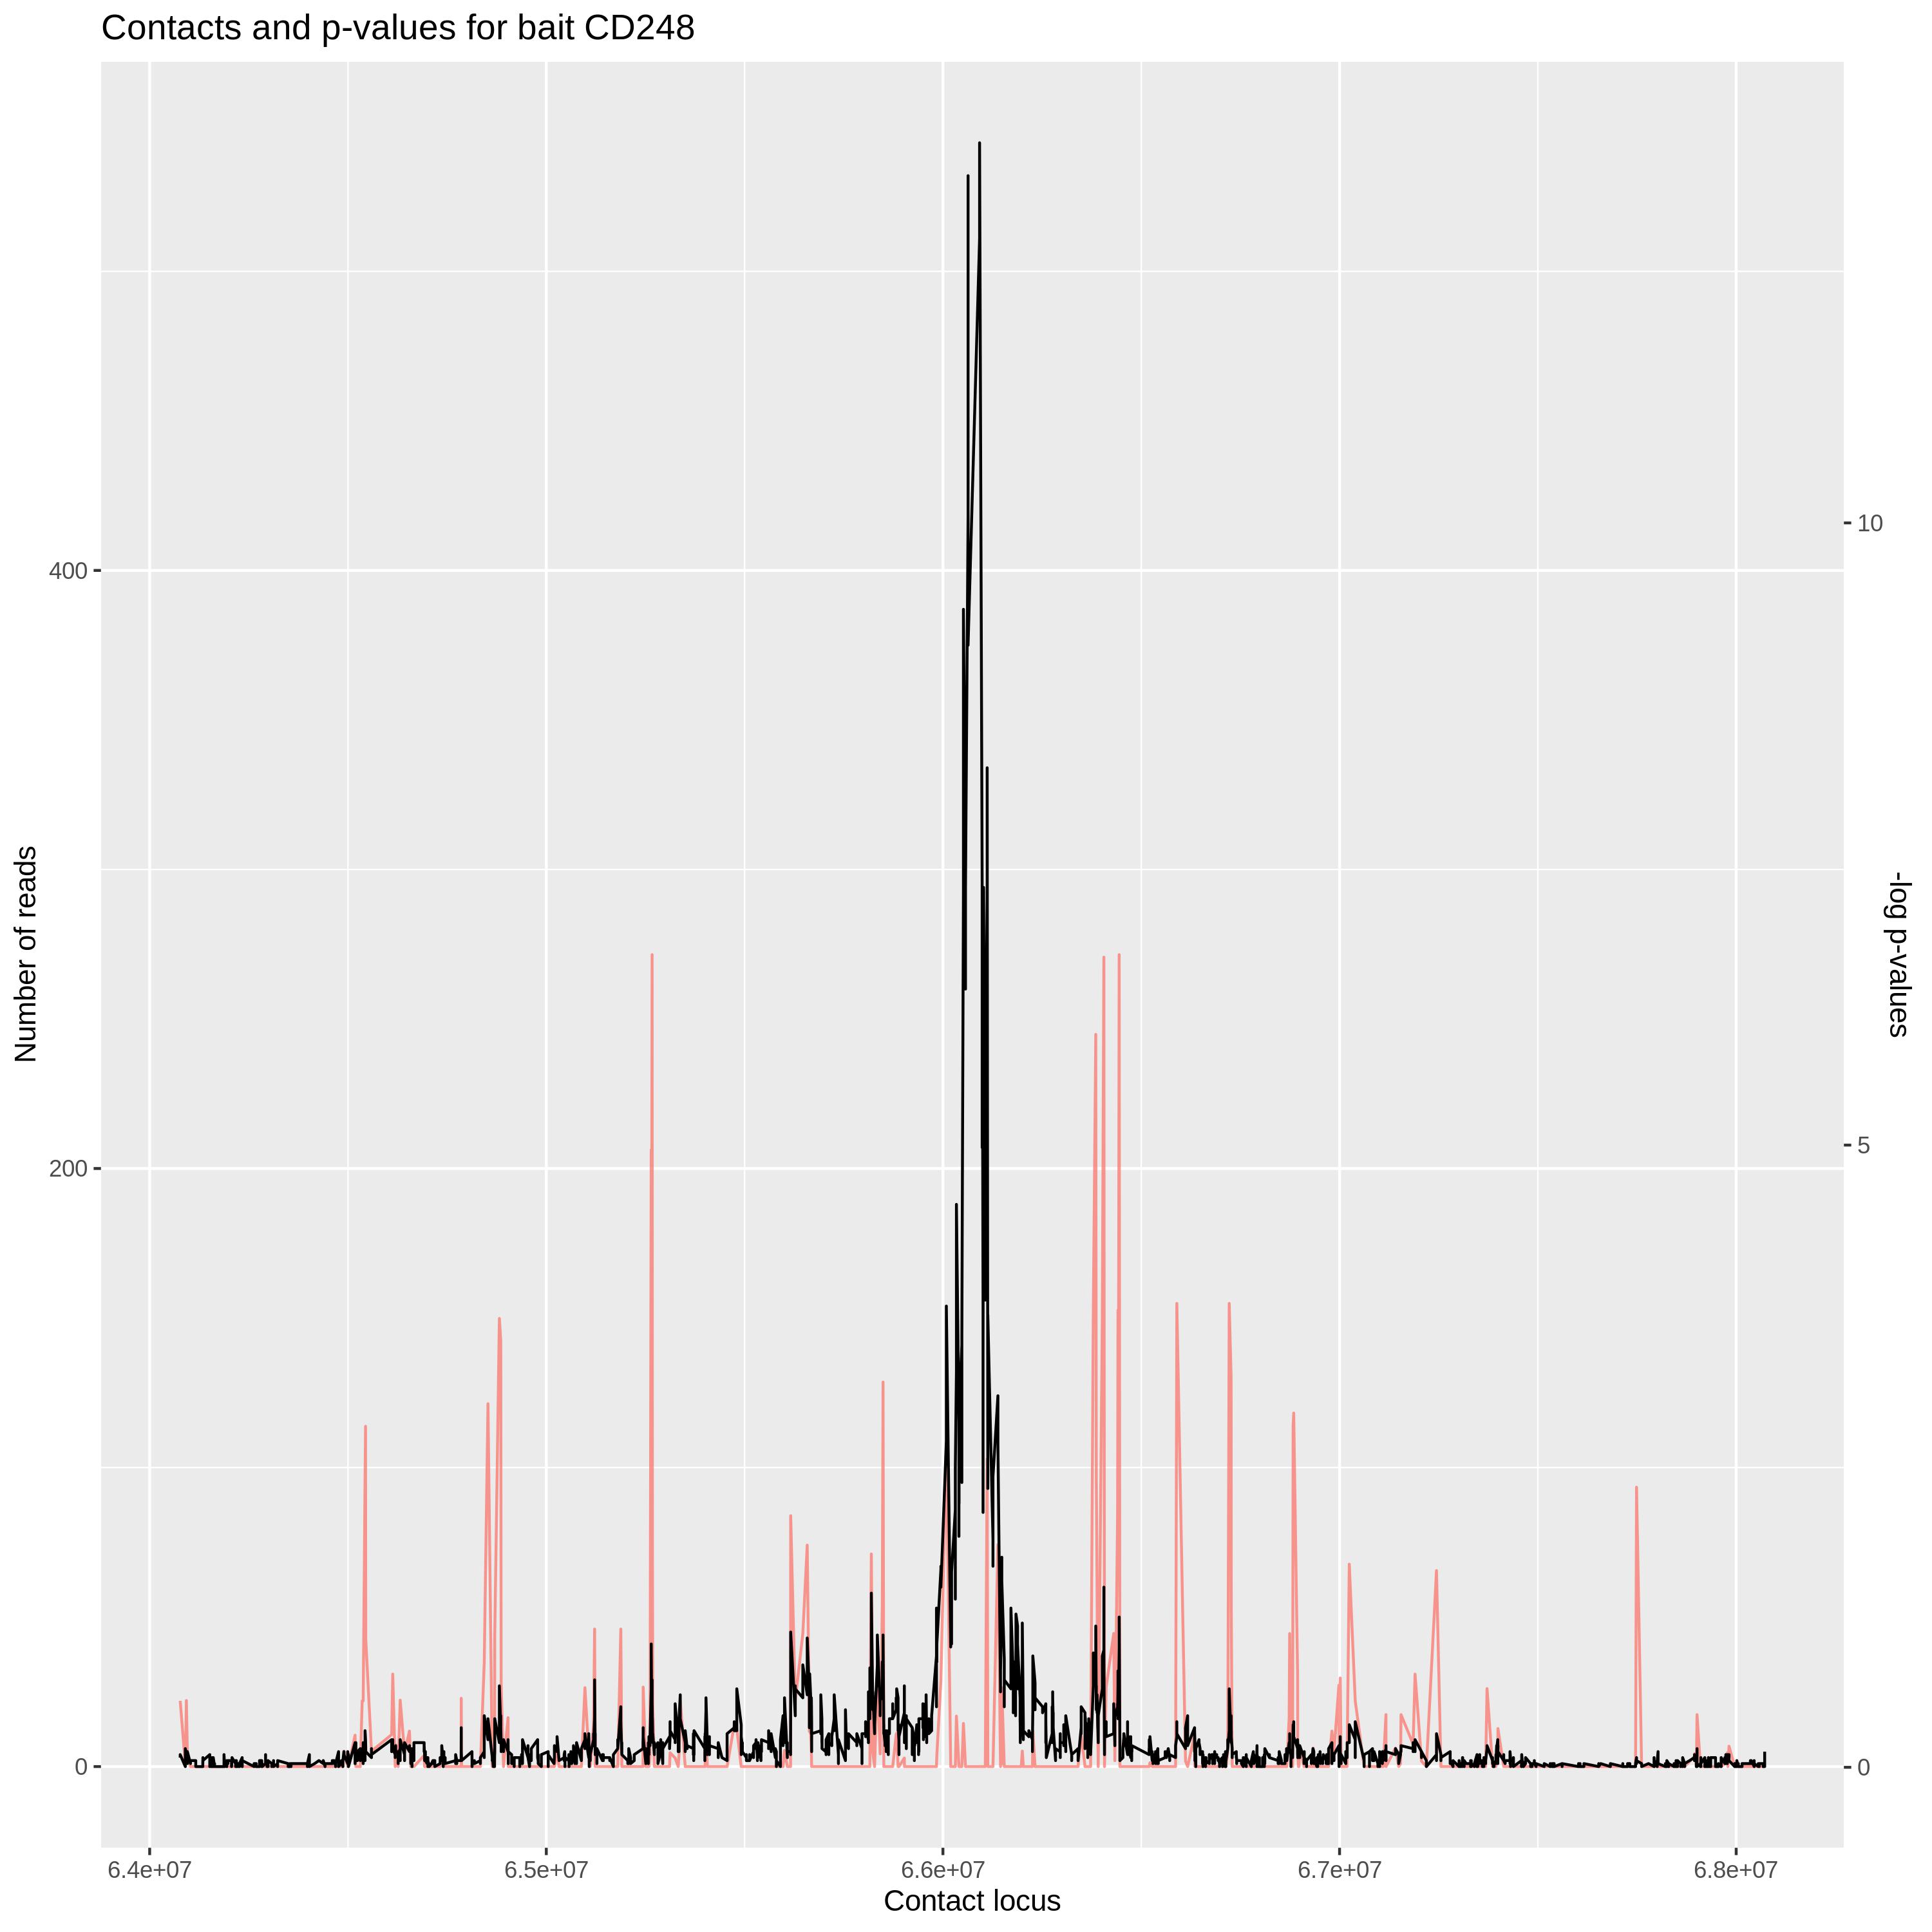 Contacts and p-values for bait CD248
Number of reads
400
200
0
10
5
0
-log p-values
6.4e+07
6.5e+07
6.6e+07
6.7e+07
6.8e+07
Contact locus